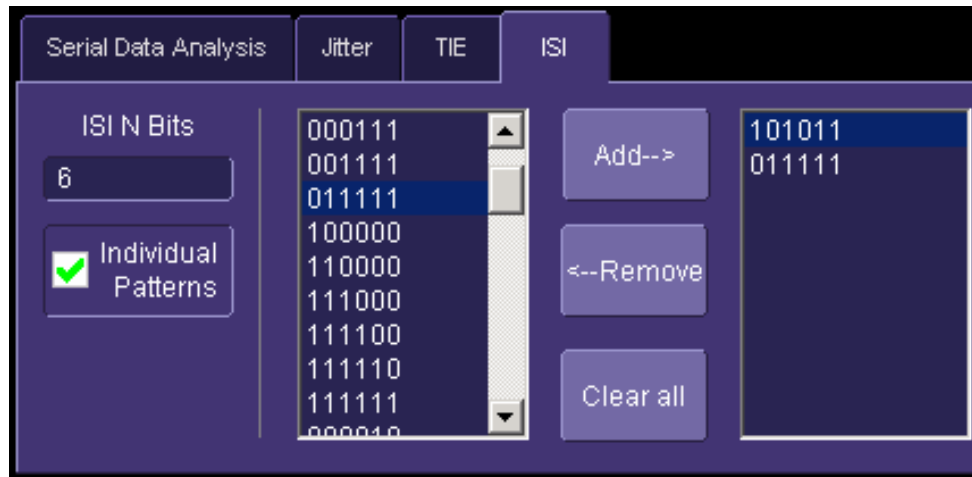 Serial Data Analysis
Jitter
TIE
ISI
ISI N Bits
6
Individual
Patterns
000111
001111
011111
100000
110000
111000
111100
111110
111111
000010
Add-->
<--Remove
Clear all
101011
011111